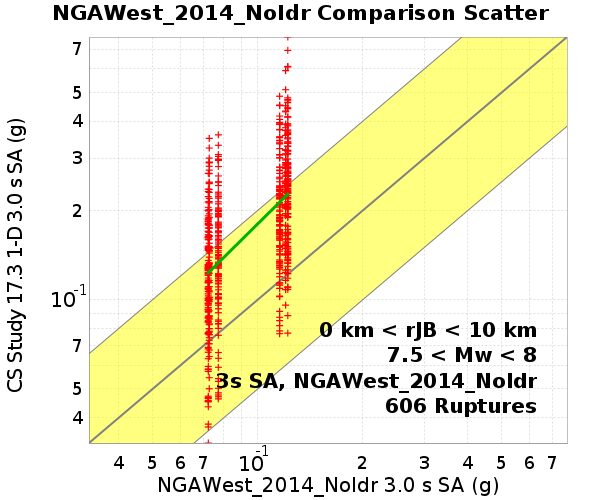 NGAWest_2014_NoIdr Comparison Scatter
CS Study 17.3 1-D 3.0 s SA (g)
7
5
4
3
2
10-1
7
5
4
0 km < rJB < 10 km
7.5 < Mw < 8
3s SA, NGAWest_2014_NoIdr
606 Ruptures
4 5 6 7 10-1 2 3 4 5 6 7
NGAWest_2014_NoIdr 3.0 s SA (g)